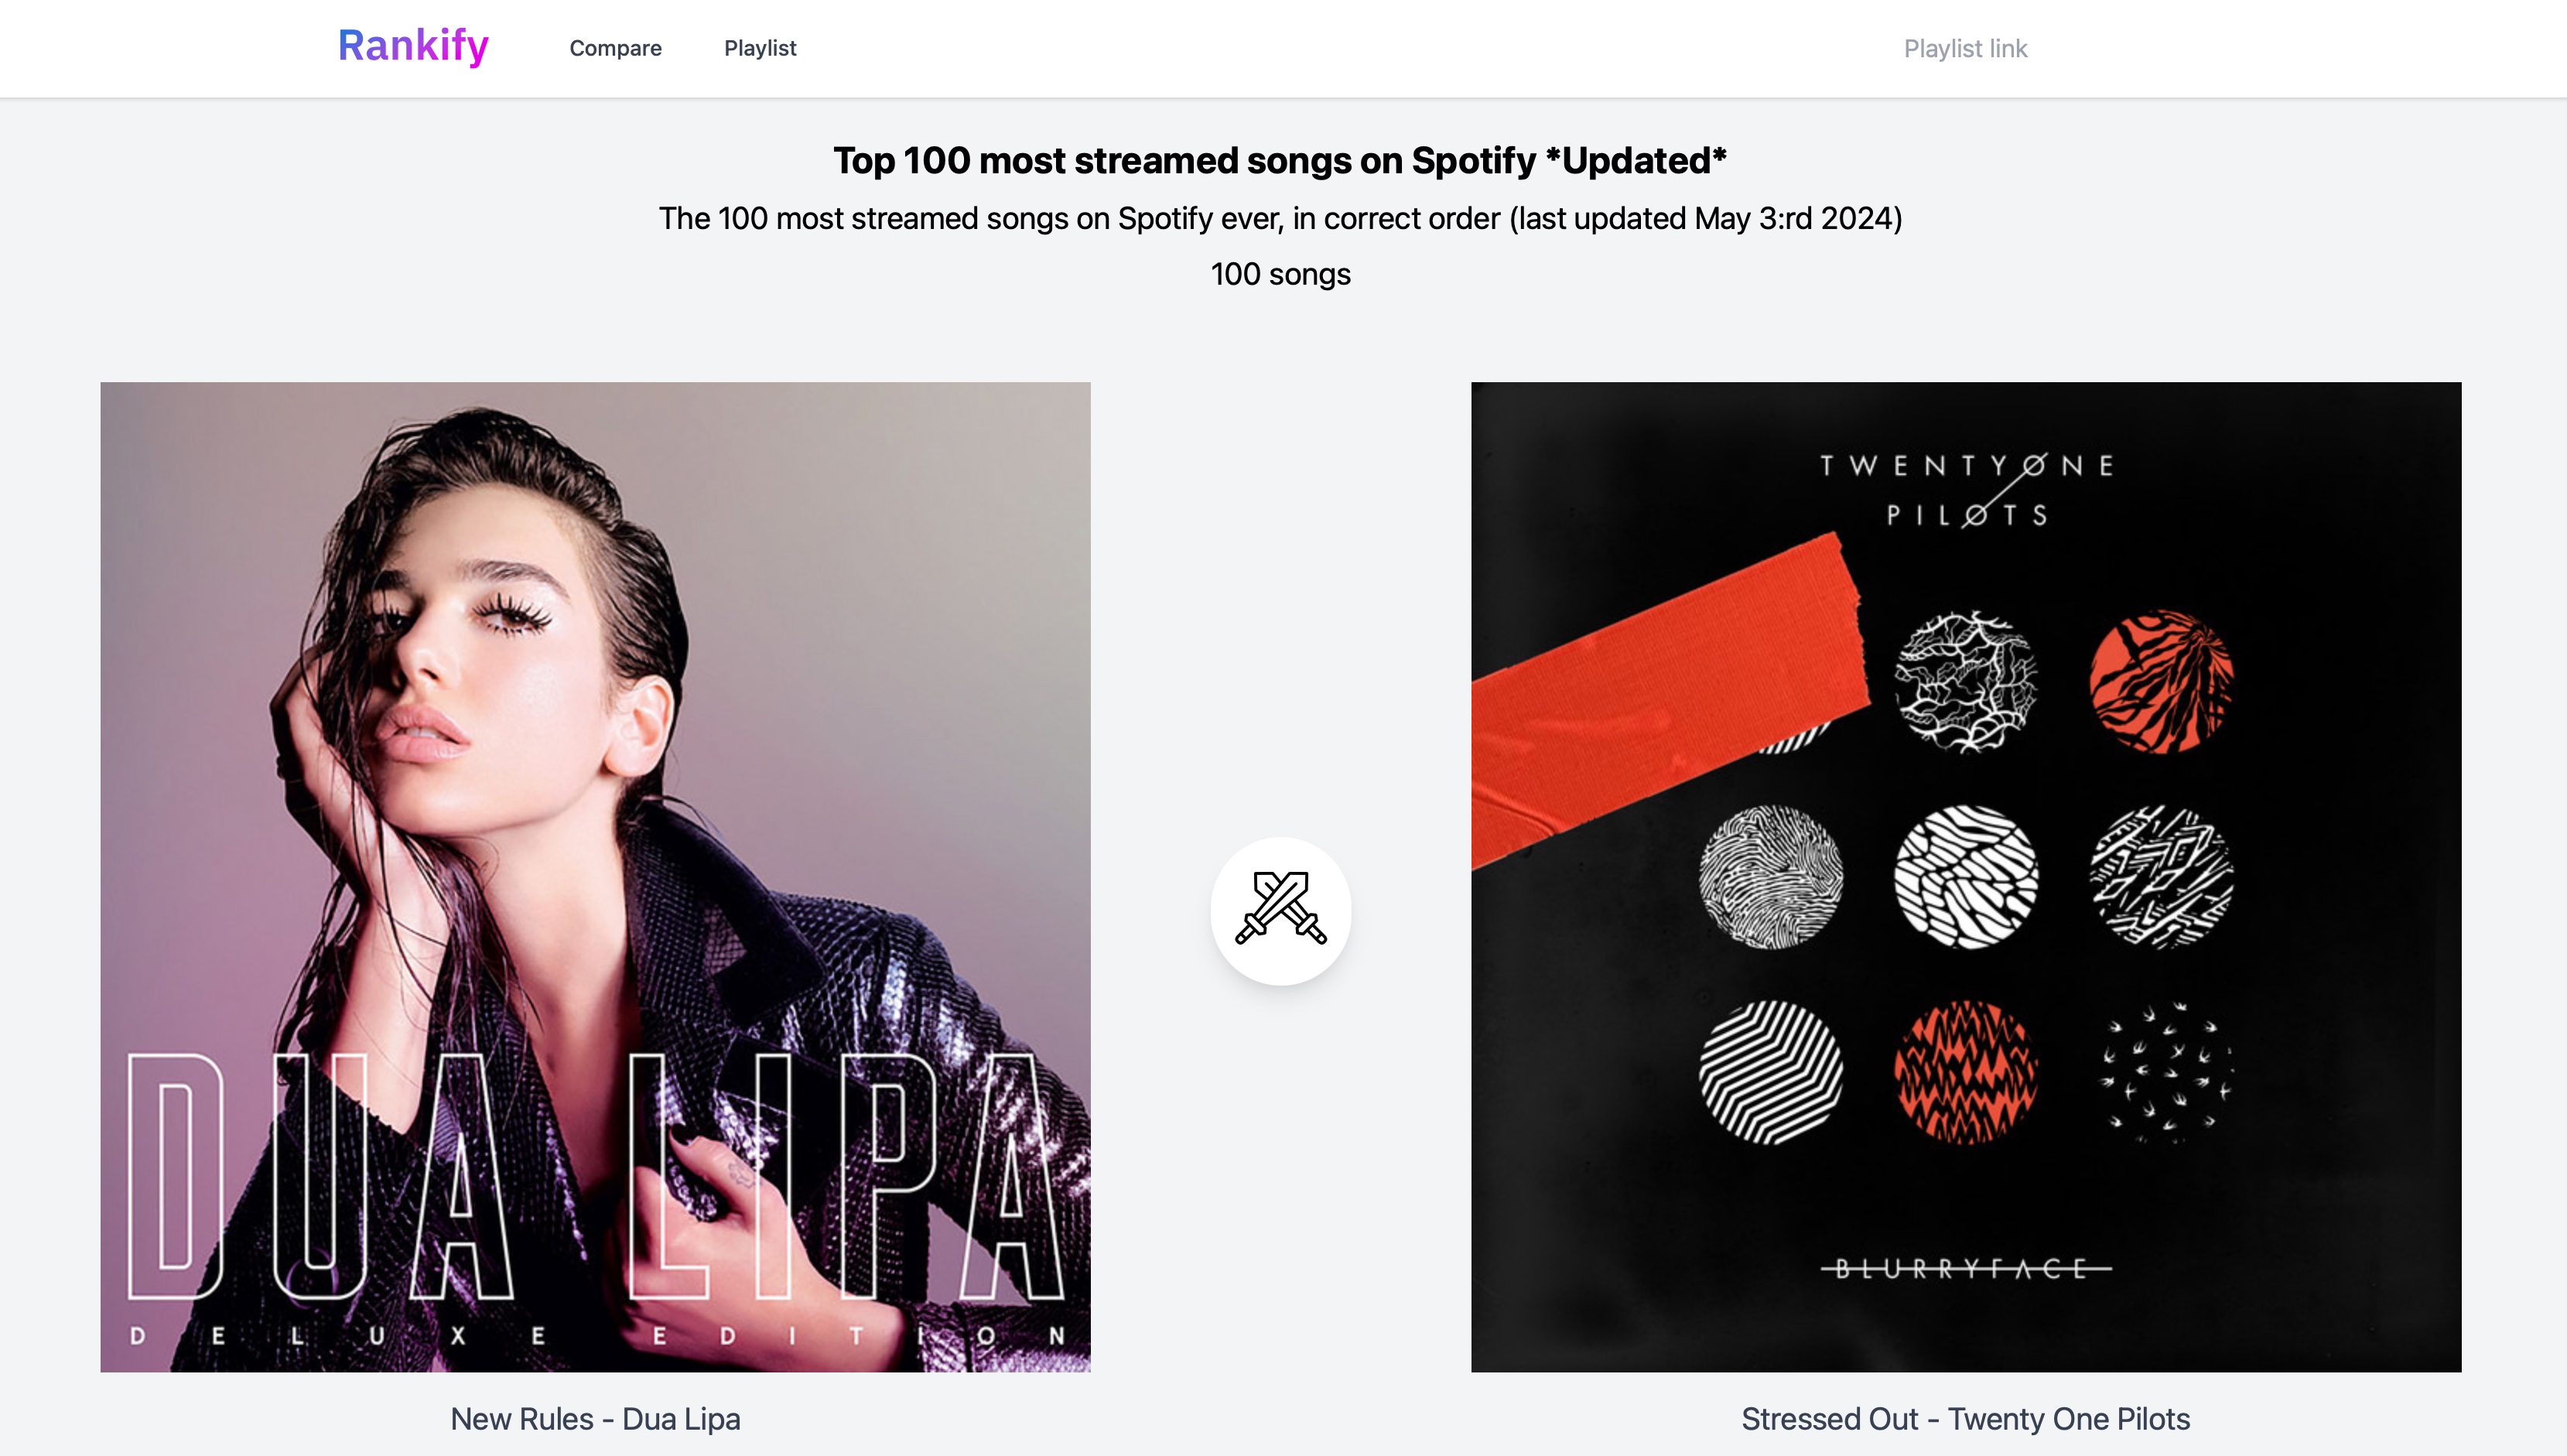 Rankify
Compare
Playlist
Playlist link
Top 100 most streamed songs on Spotify *Updated*
The 100 most streamed songs on Spotify ever, in correct order (last updated May 3:rd 2024)
100 songs
DUA LIPA
DELUXE EDITION
TWENTY ØNE
PILØTS
BLURRYFACE
New Rules - Dua Lipa
Stressed Out - Twenty One Pilots